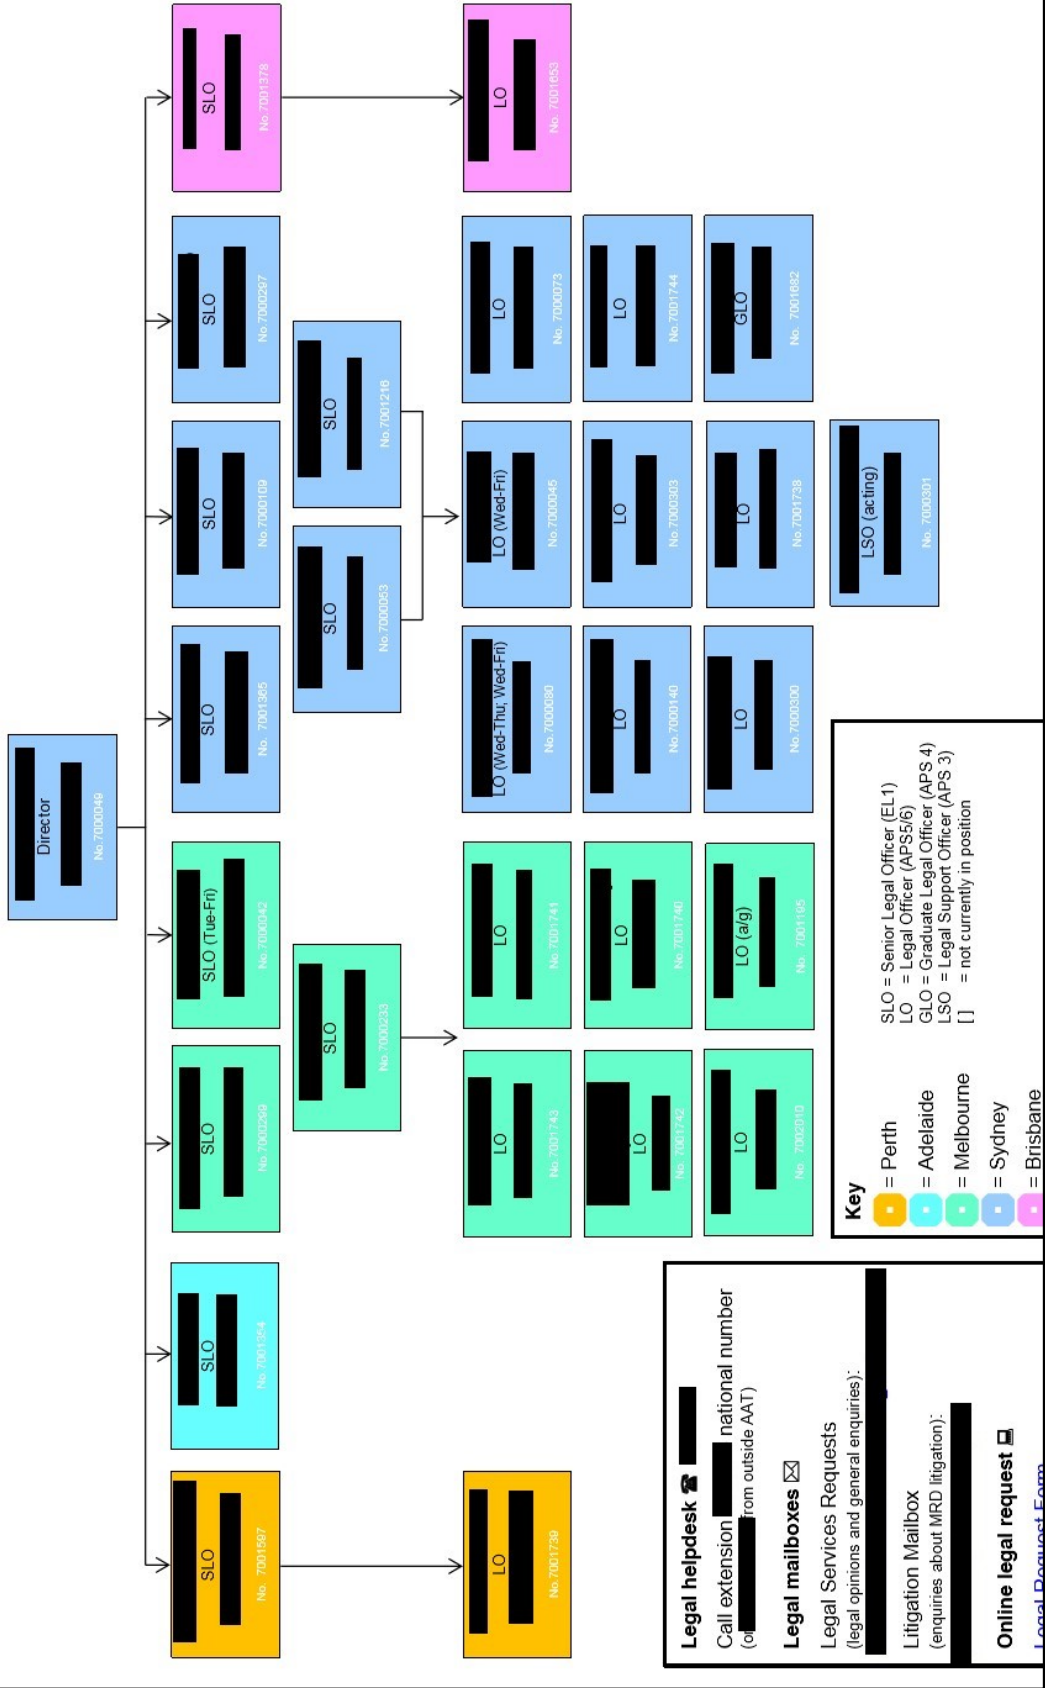 Director
No.7000049
SLO
No. 7001597
SLO
No.7001354
SLO
No.7000299
SLO (Tue-Fri)
No.7000042
SLO
No. 7001365
SLO
No.7000109
SLO
No.7000297
SLO
No.7001378
SLO
No.7000233
SLO
No.7000053
SLO
No.7001216
LO
No.7001739
LO
No.7001743
LO
No.7001741
LO (Wed-Thu; Wed-Fri)
No.7000080
LO (Wed-Fri)
No.7000045
LO
No. 7000073
LO
No. 7001653
LO
No. 7001742
LO
No.7001740
LO
No.7000140
LO
No.7000303
LO
No.7001744
LO
No. 7002010
LO (a/g)
No. 7001195
LO
No.7000300
LO
No.7001738
GLO
No. 7001682
LSO (acting)
No. 7000301
Legal helpdesk ☎
Call extension national number
(or from outside AAT)
Legal mailboxes ✉
Legal Services Requests
(legal opinions and general enquiries):
Litigation Mailbox
(enquiries about MRD litigation):
Online legal request
Legal Request Form
Key
= Perth
= Adelaide
= Melbourne
= Sydney
= Brisbane
SLO = Senior Legal Officer (EL1)
LO = Legal Officer (APS5/6)
GLO = Graduate Legal Officer (APS 4)
LSO = Legal Support Officer (APS 3)
[ ] = not currently in position